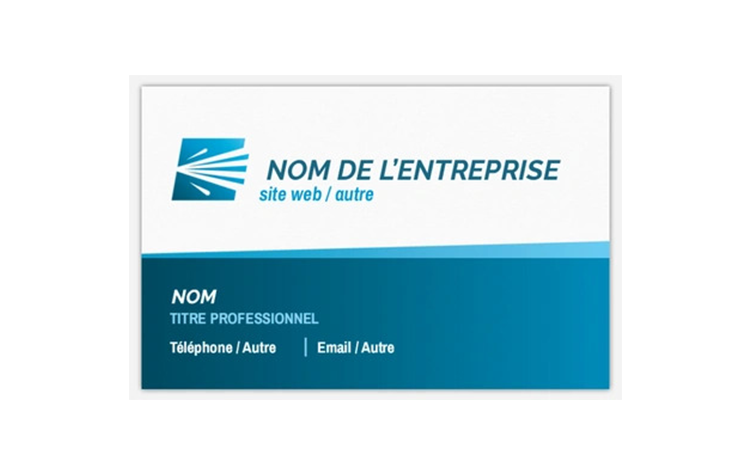 NOM DE L’ENTREPRISE
site web / autre
NOM
TITRE PROFESSIONNEL
Téléphone / Autre | Email / Autre